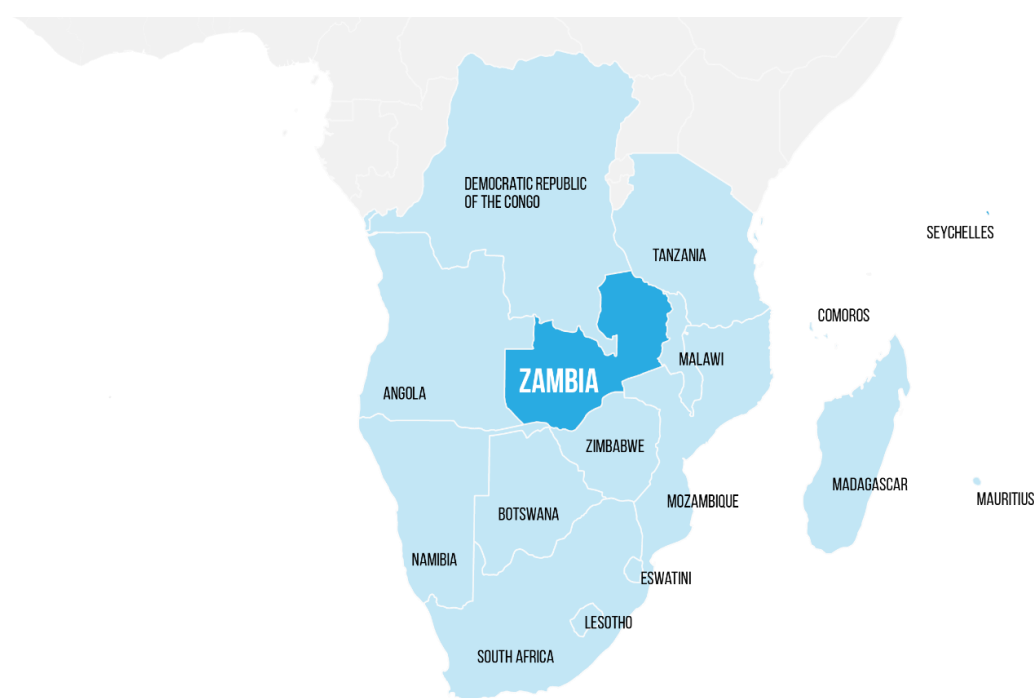 DEMOCRATIC REPUBLIC
OF THE CONGO
SEYCHELLES
TANZANIA
COMOROS
MALAWI
ZAMBIA
ANGOLA
ZIMBABWE
MADAGASCAR
MAURITIUS
MOZAMBIQUE
BOTSWANA
NAMIBIA
ESWATINI
LESOTHO
SOUTH AFRICA